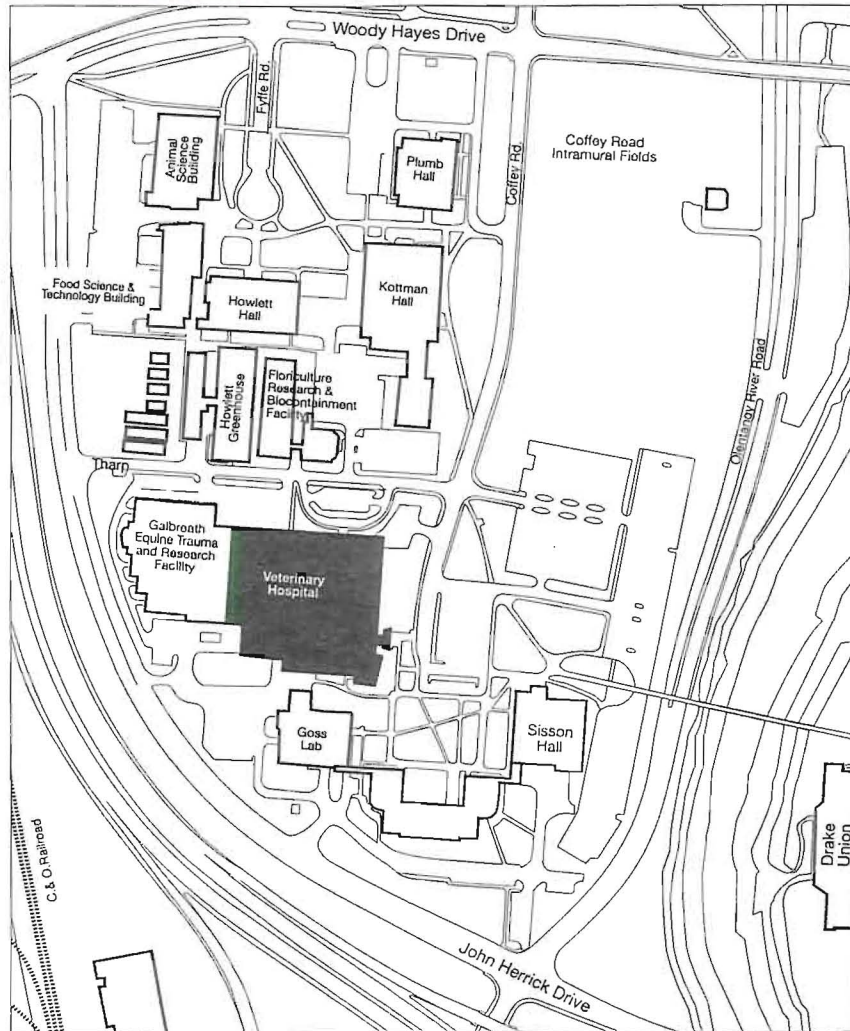 Woody Hayes Drive
Fyffe Rd.
Animal
Science
Building
Plumb
Hall
Coffey Rd.
Coffey Road
Intramural Fields
Food Science &
Technology Building
Howlett
Hall
Kottman
Hall
Howlett
Greenhouse
Floriculture
Research &
Biocontainment
Facility
Olentangy River Road
Tharp
Galbreath
Equine Trauma
and Research
Facility
Veterinary
Hospital
Goss
Lab
Sisson
Hall
Drake
Union
C.& O.Railroad
John Herrick Drive